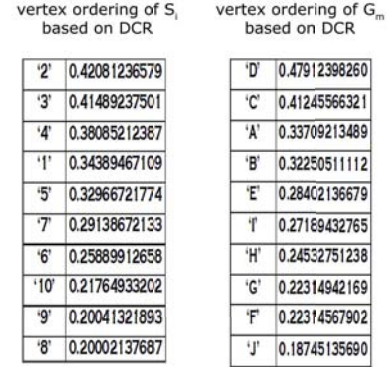 vertex ordering of Si
based on DCR
'2' 0.42081236579
'3' 0.41489237501
'4' 0.38085212387
'1' 0.34389467109
'5' 0.32966721774
'7' 0.29138672133
'6' 0.25889912658
'10' 0.21764933202
'9' 0.20041321893
'8' 0.20002137687
vertex ordering of Gm
based on DCR
'D' 0.47912398260
'C' 0.41245566321
'A' 0.33709213489
'B' 0.32250511112
'E' 0.28402136679
'I' 0.27189432765
'H' 0.24532751238
'G' 0.22314942169
'F' 0.22314567902
'J' 0.18745135690